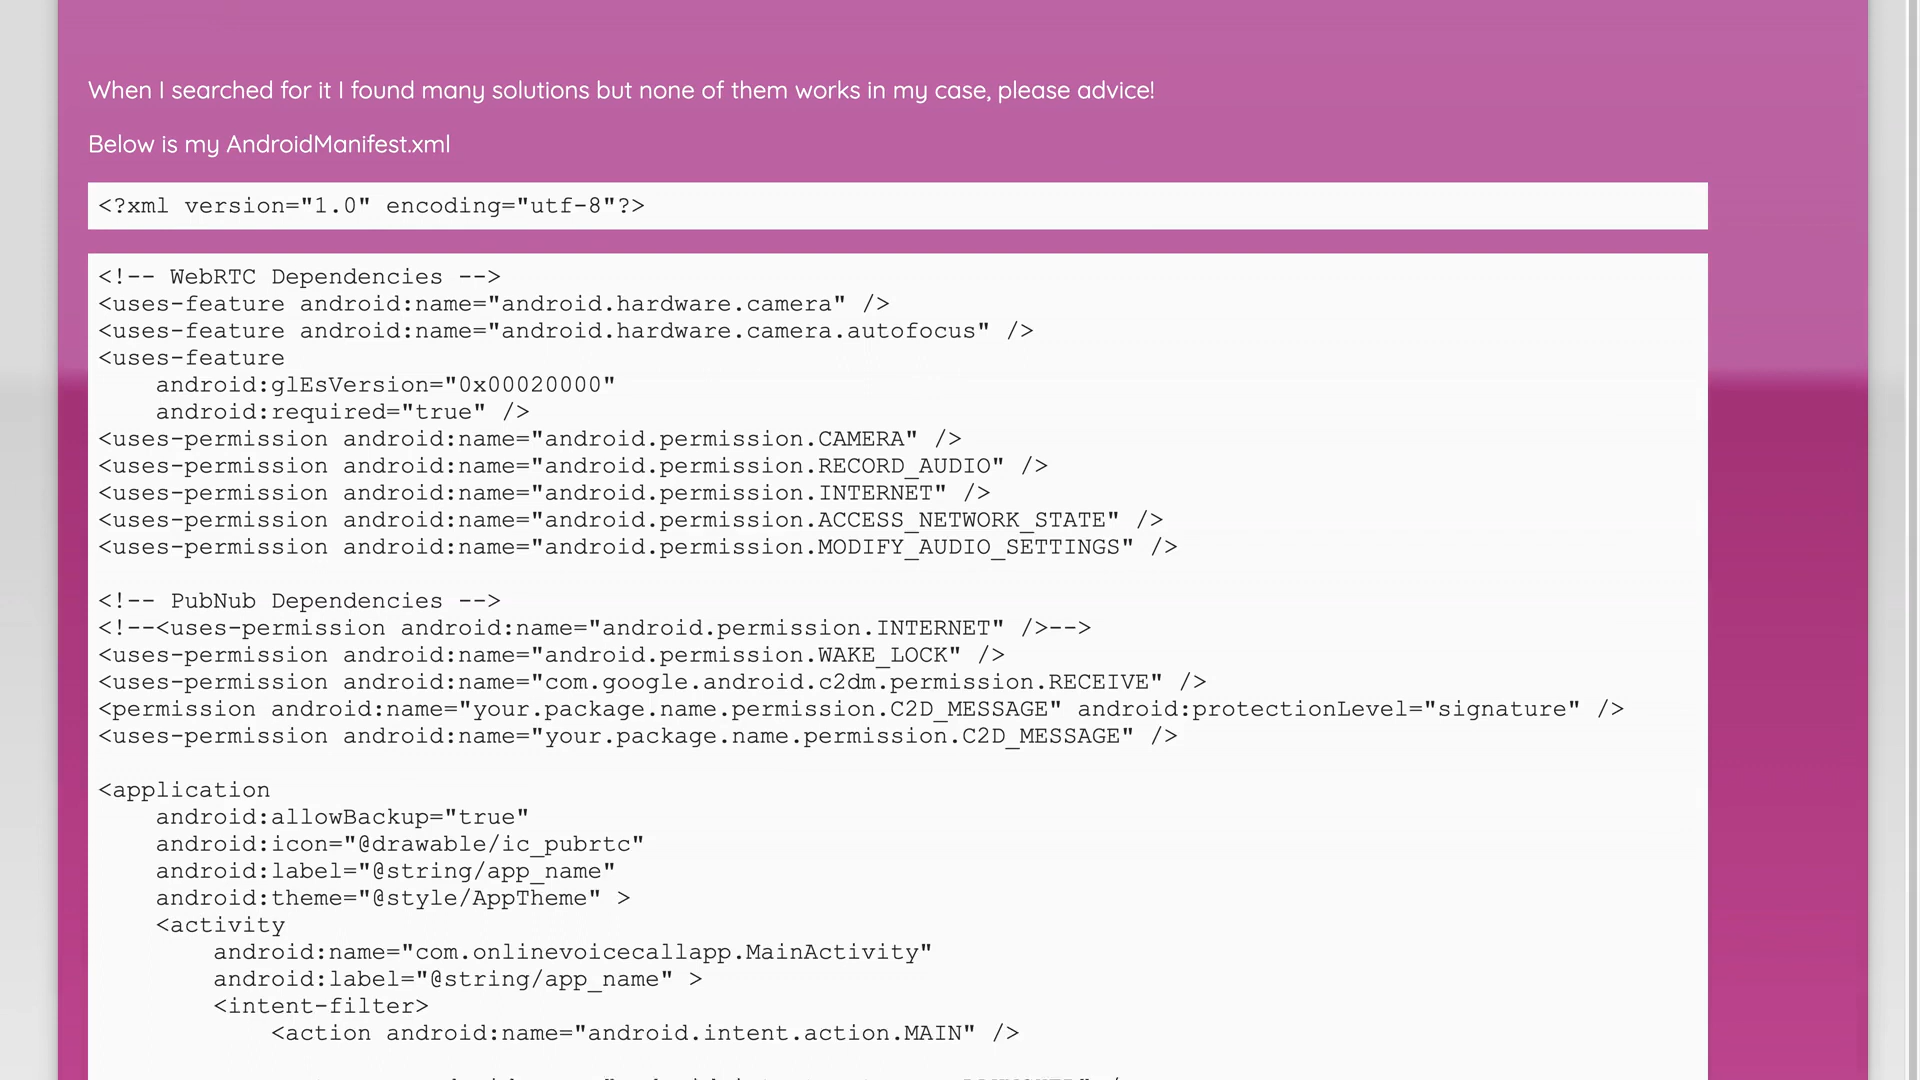 When I searched for it I found many solutions but none of them works in my case, please advice!
Below is my AndroidManifest.xml
<?xml version="1.0" encoding="utf-8"?>
<!-- WebRTC Dependencies -->
<uses-feature android:name="android.hardware.camera" />
<uses-feature android:name="android.hardware.camera.autofocus" />
<uses-feature
    android:glEsVersion="0x00020000"
    android:required="true" />
<uses-permission android:name="android.permission.CAMERA" />
<uses-permission android:name="android.permission.RECORD_AUDIO" />
<uses-permission android:name="android.permission.INTERNET" />
<uses-permission android:name="android.permission.ACCESS_NETWORK_STATE" />
<uses-permission android:name="android.permission.MODIFY_AUDIO_SETTINGS" />

<!-- PubNub Dependencies -->
<!--<uses-permission android:name="android.permission.INTERNET" />-->
<uses-permission android:name="android.permission.WAKE_LOCK" />
<uses-permission android:name="com.google.android.c2dm.permission.RECEIVE" />
<permission android:name="your.package.name.permission.C2D_MESSAGE" android:protectionLevel="signature" />
<uses-permission android:name="your.package.name.permission.C2D_MESSAGE" />

<application
    android:allowBackup="true"
    android:icon="@drawable/ic_pubrtc"
    android:label="@string/app_name"
    android:theme="@style/AppTheme" >
    <activity
        android:name="com.onlinevoicecallapp.MainActivity"
        android:label="@string/app_name" >
        <intent-filter>
            <action android:name="android.intent.action.MAIN" />